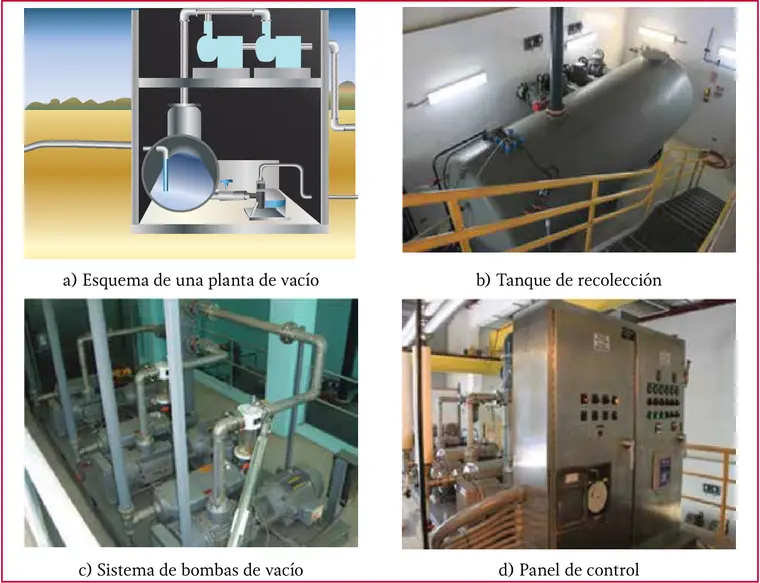 a) Esquema de una planta de vacío
b) Tanque de recolección
c) Sistema de bombas de vacío
d) Panel de control